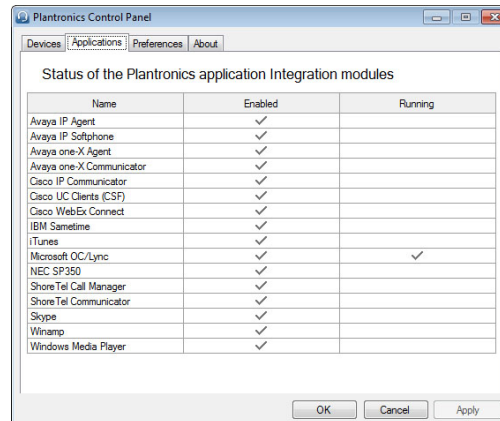 Plantronics Control Panel
Devices Applications Preferences About
Status of the Plantronics application Integration modules
Name Enabled Running
Avaya IP Agent
Avaya IP Softphone
Avaya one-X Agent
Avaya one-X Communicator
Cisco IP Communicator
Cisco UC Clients (CSF)
Cisco WebEx Connect
IBM Sametime
iTunes
Microsoft OC/Lync
NEC SP350
ShoreTel Call Manager
ShoreTel Communicator
Skype
Winamp
Windows Media Player
OK Cancel Apply